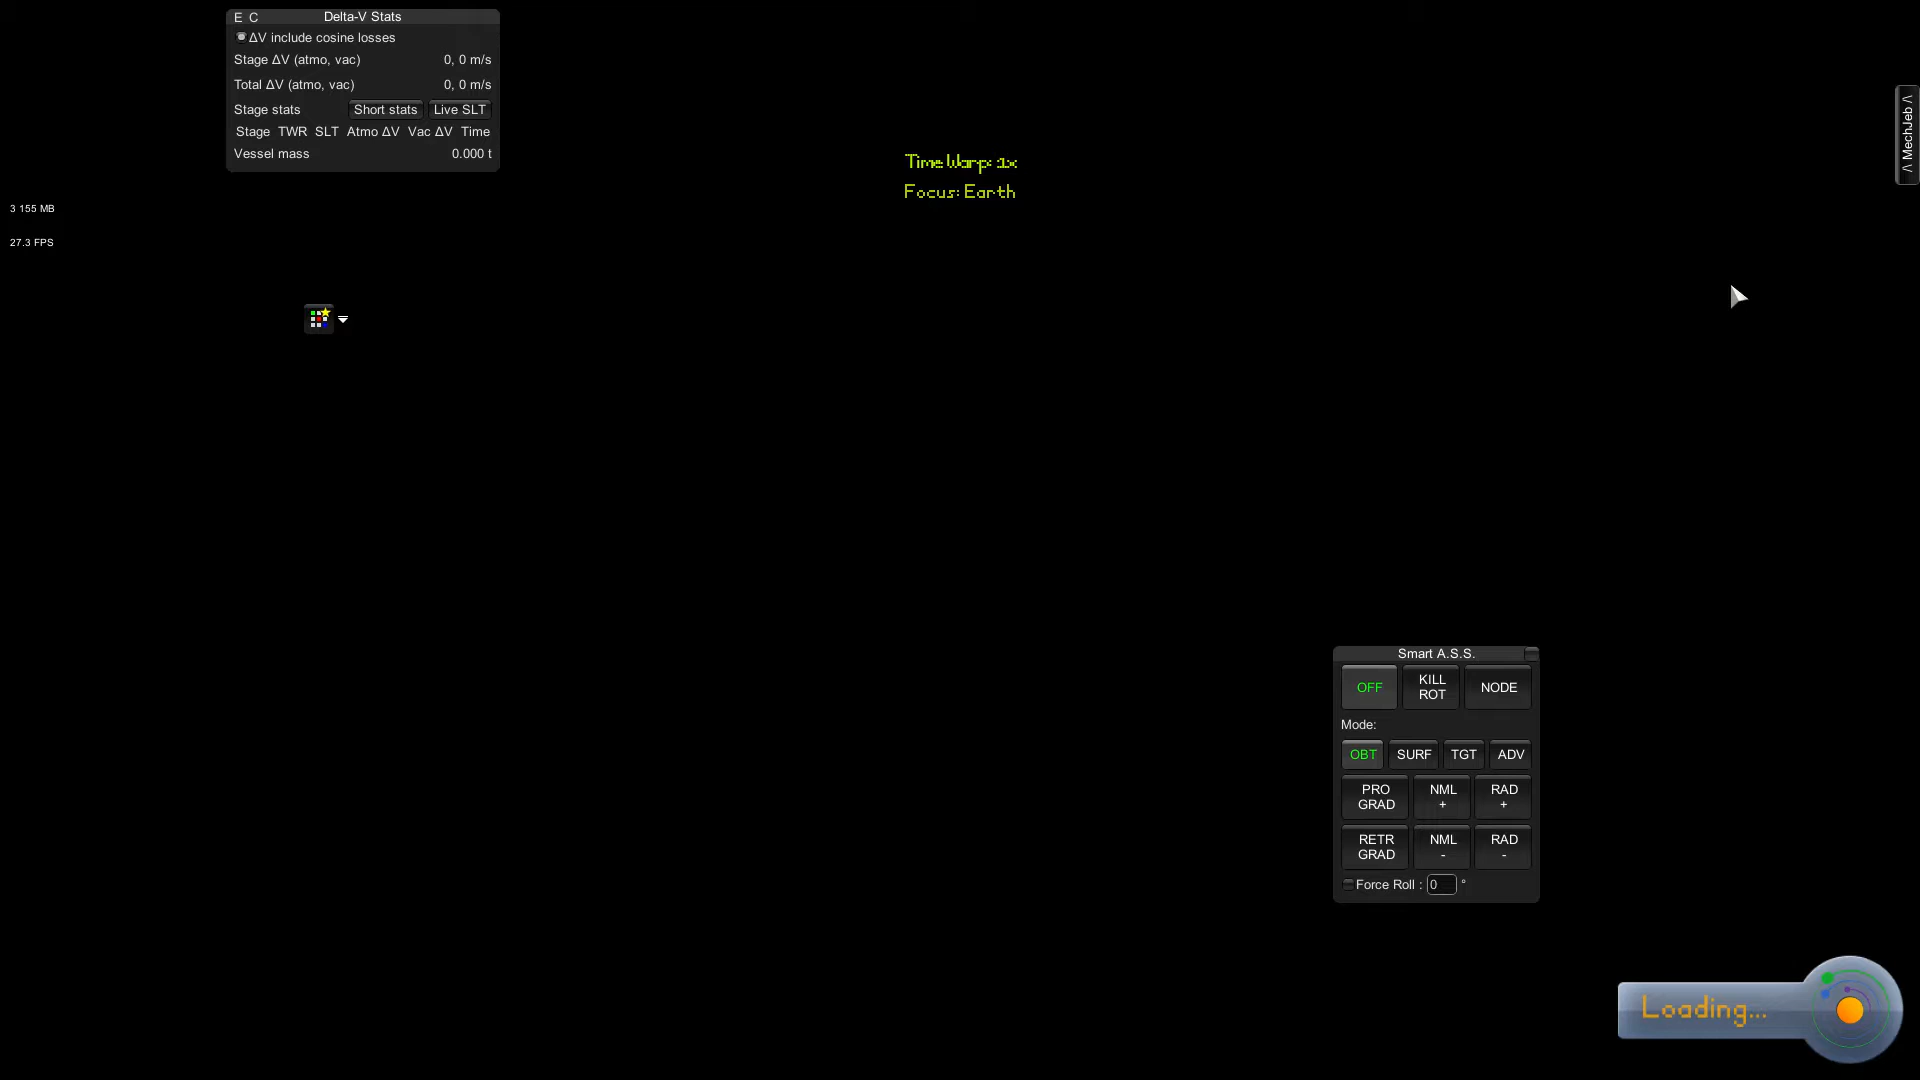 E C Delta-V Stats
ΔV include cosine losses
Stage ΔV (atmo, vac) 0, 0 m/s
Total ΔV (atmo, vac) 0, 0 m/s
Stage stats Short stats Live SLT
Stage TWR SLT Atmo ΔV Vac ΔV Time
Vessel mass 0.000 t
/\ MechJeb /\
Time Warp: 1x
Focus: Earth
3 155 MB
27.3 FPS
Smart A.S.S.
OFF KILL ROT NODE
Mode:
OBT SURF TGT ADV
PRO GRAD NML + RAD +
RETR GRAD NML - RAD -
Force Roll : 0 °
Loading...